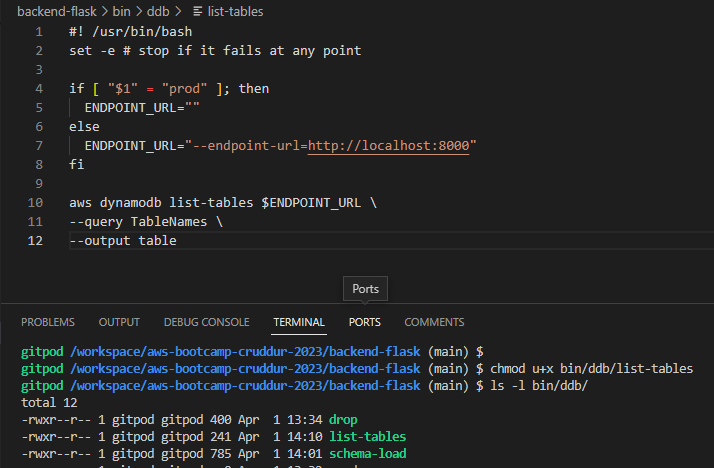 backend-flask > bin > ddb > list-tables
1 #! /usr/bin/bash
2 set -e # stop if it fails at any point
3
4 if [ "$1" = "prod" ]; then
5 ENDPOINT_URL=""
6 else
7 ENDPOINT_URL="--endpoint-url=http://localhost:8000"
8 fi
9
10 aws dynamodb list-tables $ENDPOINT_URL \
11 --query TableNames \
12 --output table
Ports
PROBLEMS OUTPUT DEBUG CONSOLE TERMINAL PORTS COMMENTS
gitpod /workspace/aws-bootcamp-cruddur-2023/backend-flask (main) $
gitpod /workspace/aws-bootcamp-cruddur-2023/backend-flask (main) $ chmod u+x bin/ddb/list-tables
gitpod /workspace/aws-bootcamp-cruddur-2023/backend-flask (main) $ ls -l bin/ddb/
total 12
-rwxr--r-- 1 gitpod gitpod 400 Apr  1 13:34 drop
-rwxr--r-- 1 gitpod gitpod 241 Apr  1 14:10 list-tables
-rwxr--r-- 1 gitpod gitpod 785 Apr  1 14:01 schema-load